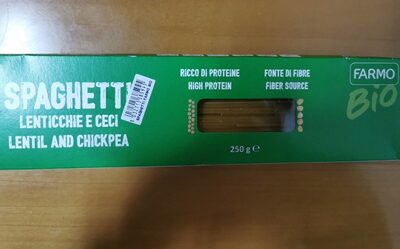 SPAGHETTI
LENTICCHIE E CECI
LENTIL AND CHICKPEA
RICCO DI PROTEINE
HIGH PROTEIN
FONTE DI FIBRE
FIBER SOURCE
250 g ℮
FARMO
BiO